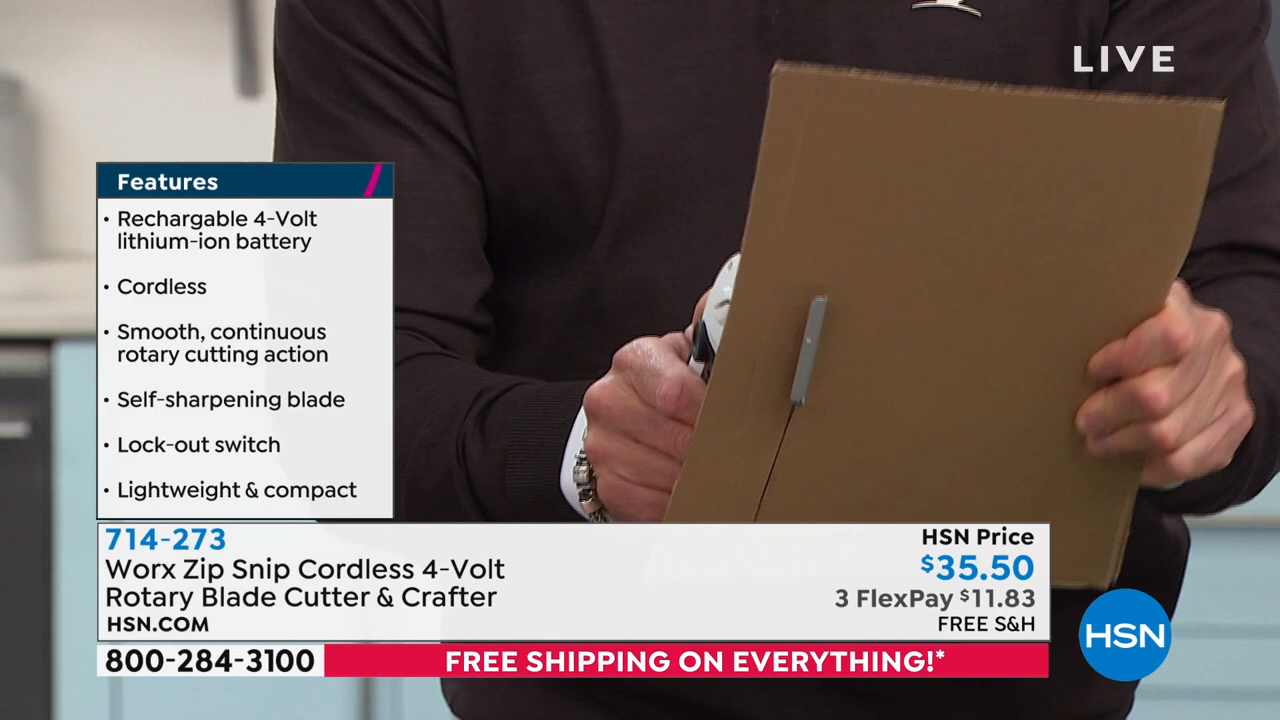 LIVE
Features
• Rechargable 4-Volt
lithium-ion battery
• Cordless
• Smooth, continuous
rotary cutting action
• Self-sharpening blade
• Lock-out switch
• Lightweight & compact
714-273
Worx Zip Snip Cordless 4-Volt
Rotary Blade Cutter & Crafter
HSN.COM
HSN Price
$35.50
3 FlexPay $11.83
FREE S&H
HSN
800-284-3100
FREE SHIPPING ON EVERYTHING!*